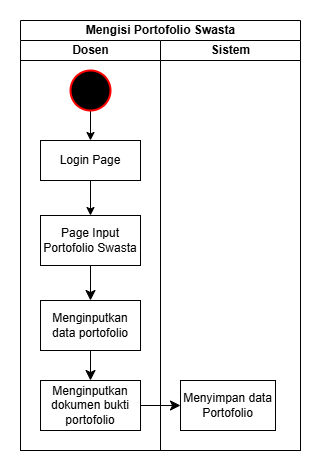 Mengisi Portofolio Swasta
Dosen
Sistem
Login Page
Page Input
Portofolio Swasta
Menginputkan
data portofolio
Menginputkan
dokumen bukti
portofolio
Menyimpan data
Portofolio